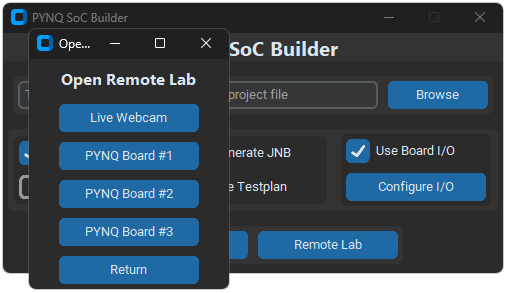 PYNQ SoC Builder
Ope...
SoC Builder
Open Remote Lab
project file
Browse
Live Webcam
PYNQ Board #1
JNB
Use Board I/O
PYNQ Board #2
Testplan
Configure I/O
PYNQ Board #3
Remote Lab
Return